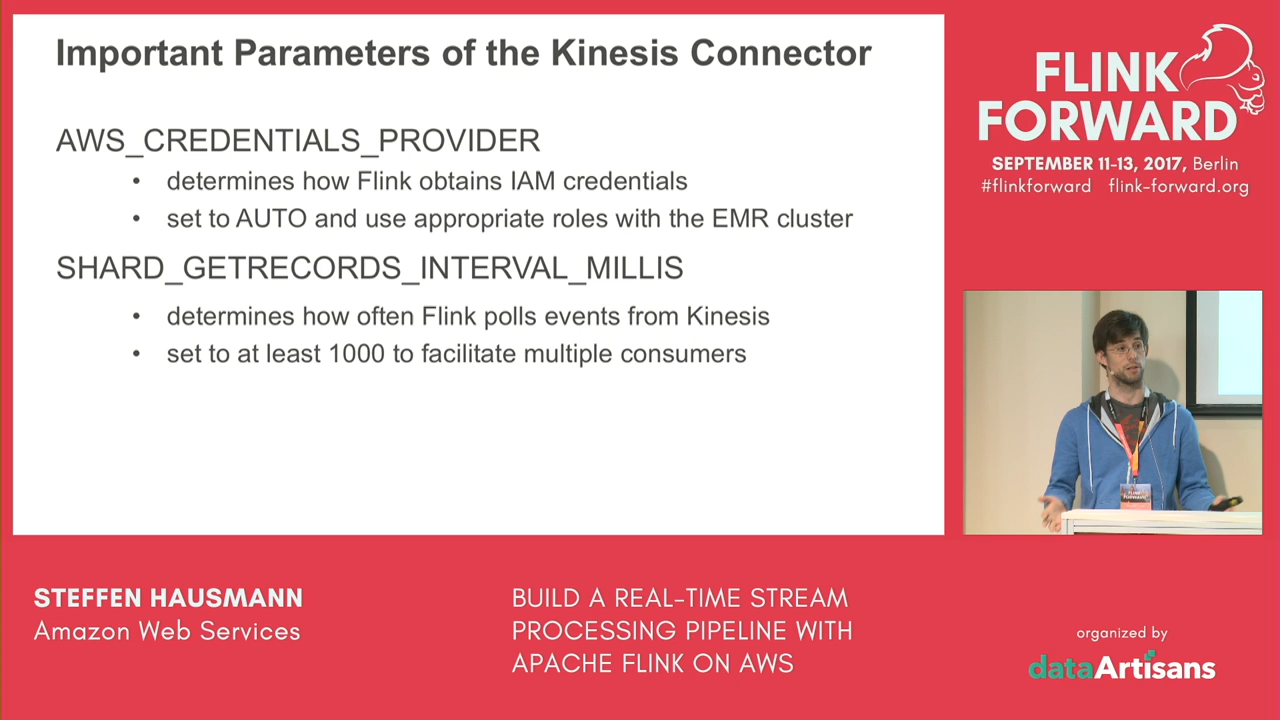 Important Parameters of the Kinesis Connector
AWS_CREDENTIALS_PROVIDER
• determines how Flink obtains IAM credentials
• set to AUTO and use appropriate roles with the EMR cluster
SHARD_GETRECORDS_INTERVAL_MILLIS
• determines how often Flink polls events from Kinesis
• set to at least 1000 to facilitate multiple consumers
FLINK
FORWARD
SEPTEMBER 11-13, 2017, Berlin
#flinkforward flink-forward.org
FLINK
FORWARD
STEFFEN HAUSMANN
Amazon Web Services
BUILD A REAL-TIME STREAM
PROCESSING PIPELINE WITH
APACHE FLINK ON AWS
organized by
dataArtisans